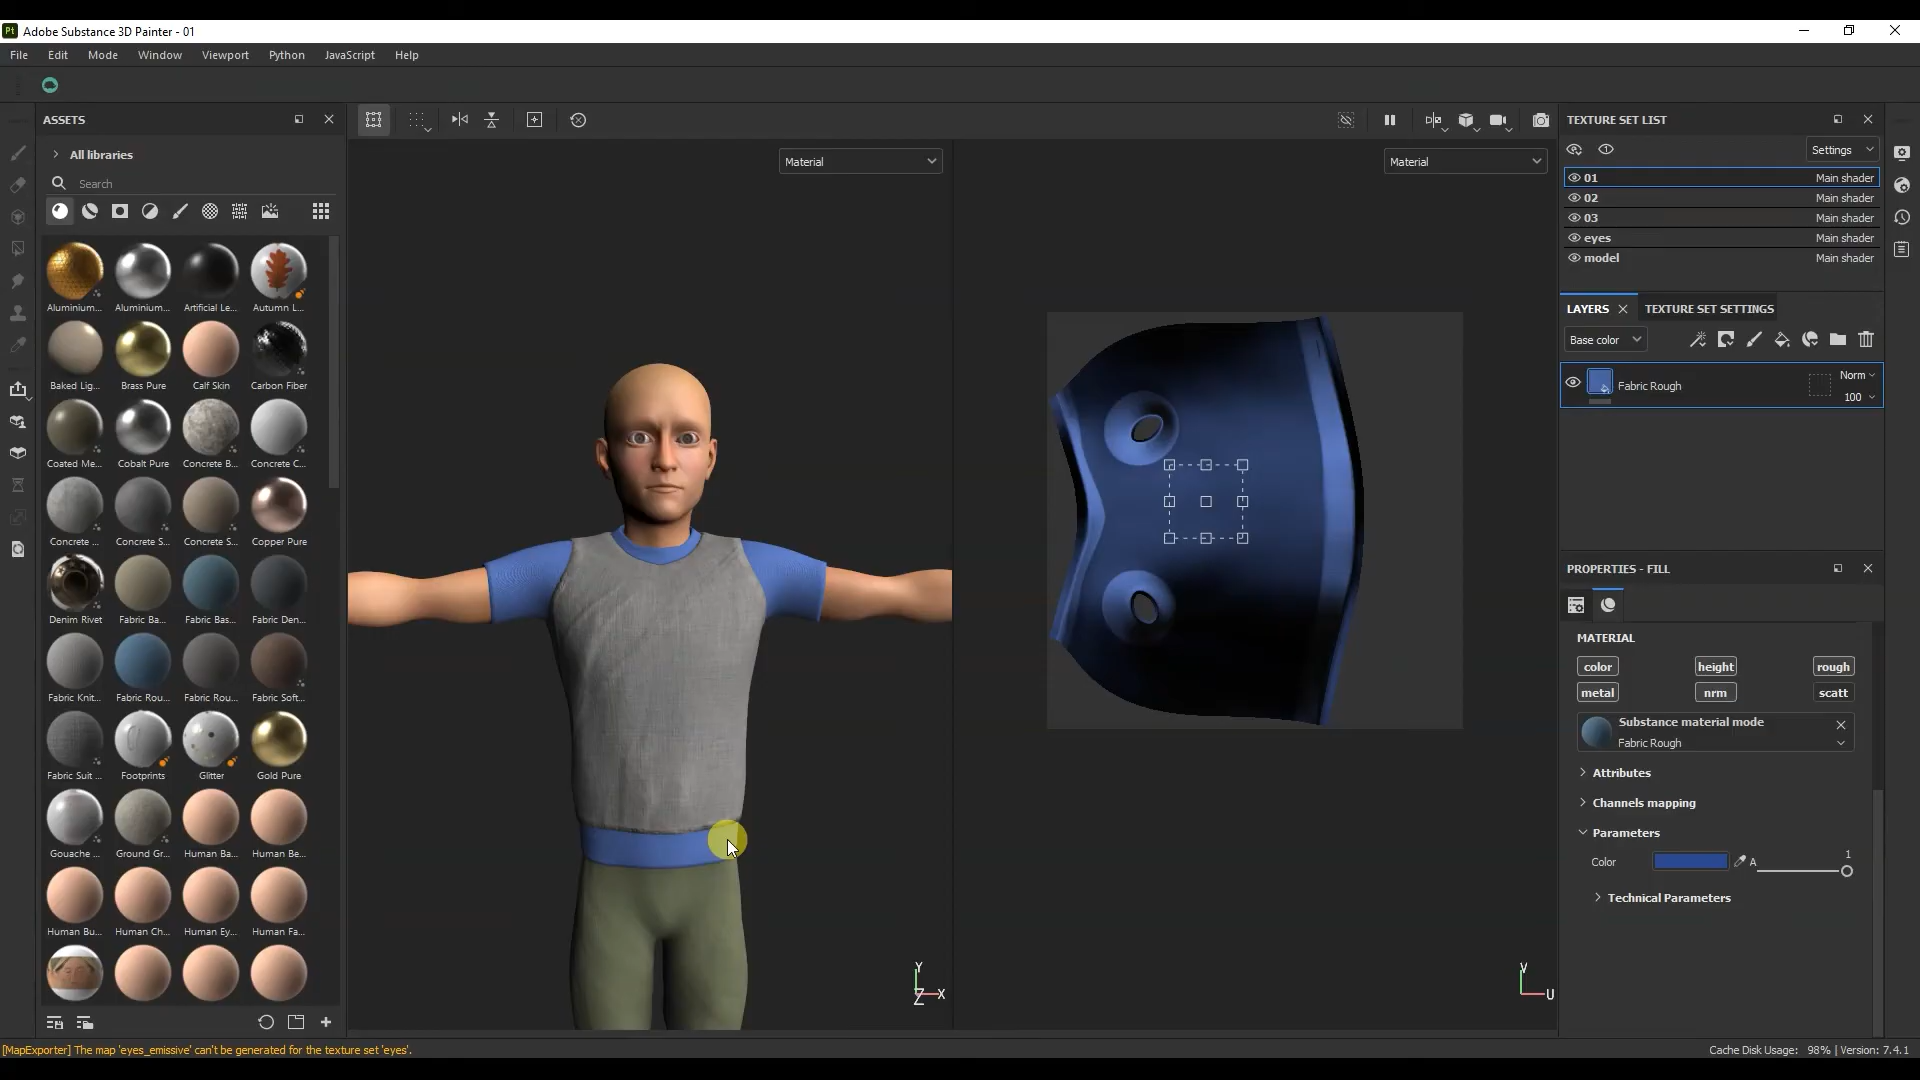 Pt Adobe Substance 3D Painter - 01
File Edit Mode Window Viewport Python JavaScript Help
ASSETS
All libraries
Search
Aluminium... Aluminium... Artificial Le... Autumn L...
Baked Lig... Brass Pure Calf Skin Carbon Fiber
Coated Me... Cobalt Pure Concrete B... Concrete C...
Concrete ... Concrete S... Concrete S... Copper Pure
Denim Rivet Fabric Ba... Fabric Bas... Fabric Den...
Fabric Knit... Fabric Rou... Fabric Rou... Fabric Soft...
Fabric Suit ... Footprints Glitter Gold Pure
Gouache ... Ground Gr... Human Ba... Human Be...
Human Bu... Human Ch... Human Ey... Human Fa...
Material
Y
Z X
Material
V
U
TEXTURE SET LIST
Settings
01 Main shader
02 Main shader
03 Main shader
eyes Main shader
model Main shader
LAYERS TEXTURE SET SETTINGS
Base color
Fabric Rough Norm
100
PROPERTIES - FILL
MATERIAL
color height rough
metal nrm scatt
Substance material mode
Fabric Rough
Attributes
Channels mapping
Parameters
Color A 1
Technical Parameters
[MapExporter] The map 'eyes_emissive' can't be generated for the texture set 'eyes'.
Cache Disk Usage: 98% | Version: 7.4.1